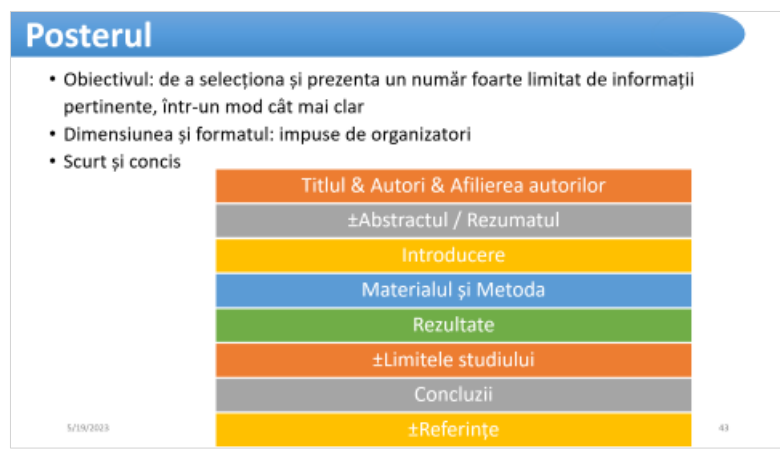 Posterul
• Obiectivul: de a selecționa și prezenta un număr foarte limitat de informații
pertinente, într-un mod cât mai clar
• Dimensiunea și formatul: impuse de organizatori
• Scurt și concis
Titlul & Autori & Afilierea autorilor
±Abstractul / Rezumatul
Introducere
Materialul și Metoda
Rezultate
±Limitele studiului
Concluzii
±Referințe
5/19/2023
43